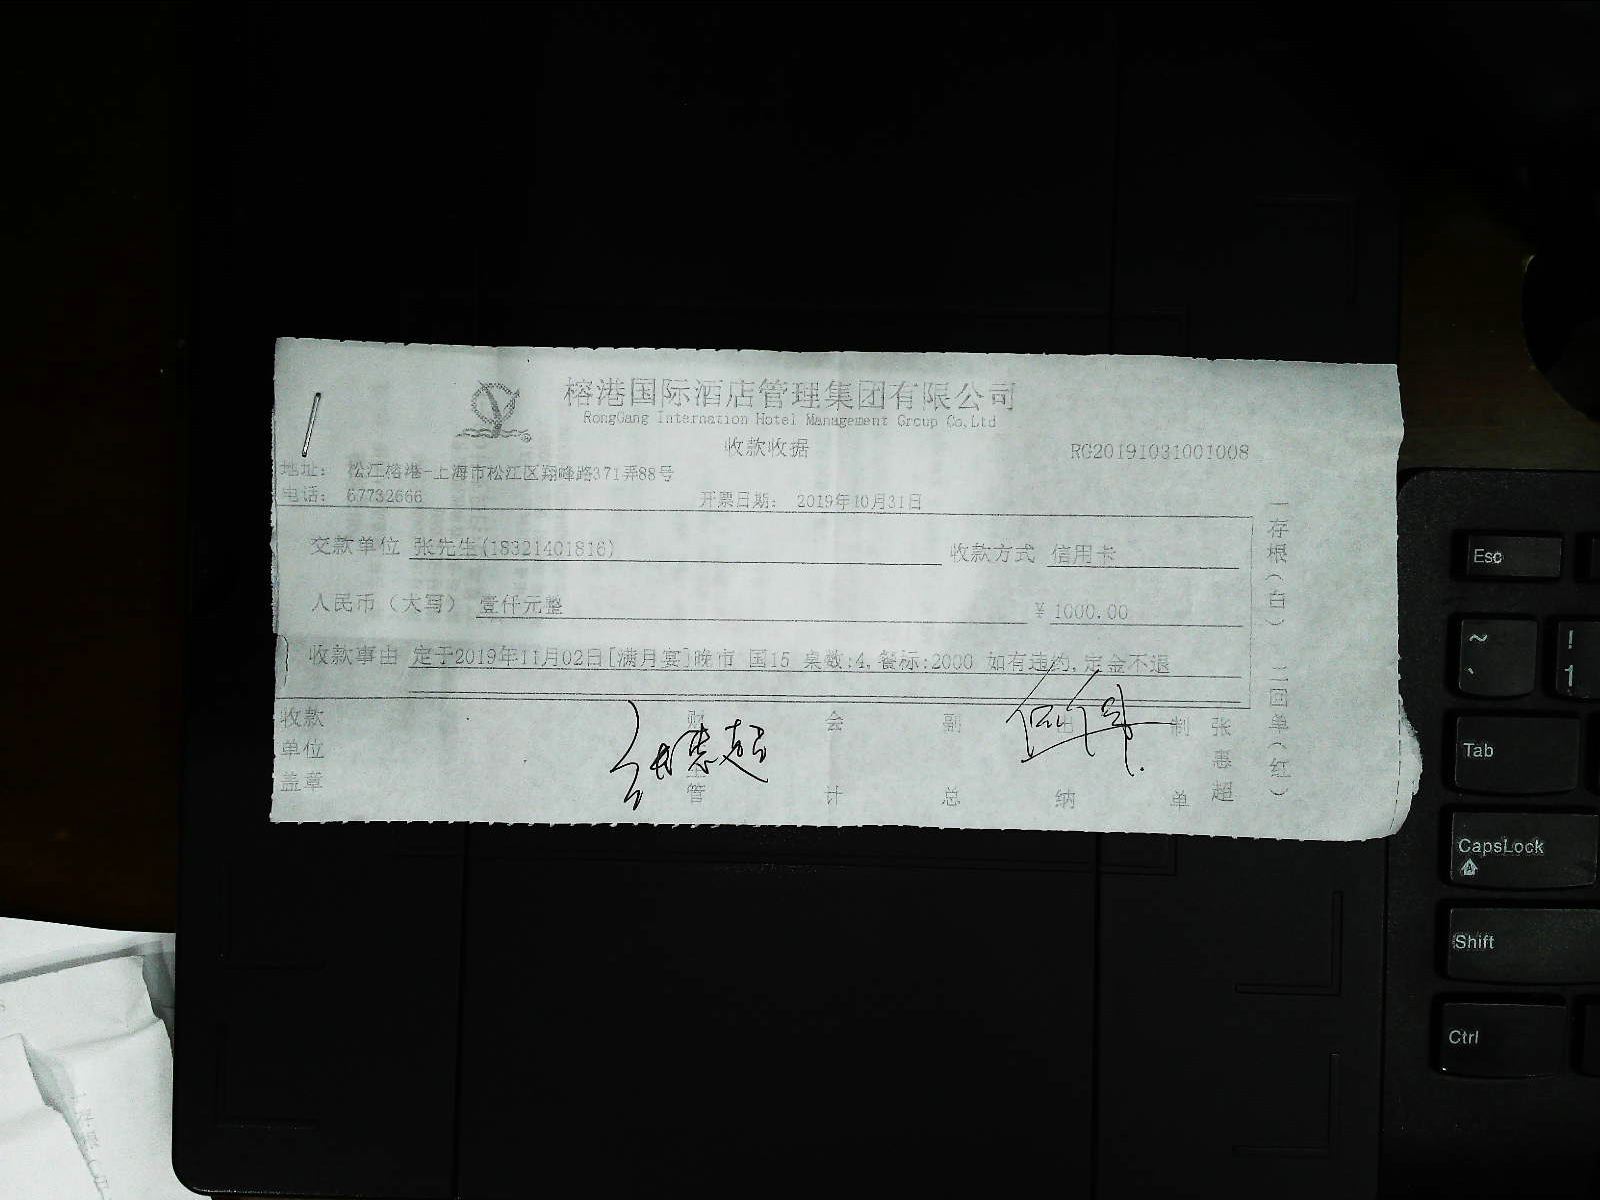 榕港国际酒店管理集团有限公司
RongGang Internation Hotel Management Group Co.Ltd
收款收据
RG20191031001008
地址: 松江榕港-上海市松江区翔峰路371弄88号
电话: 67732666
开票日期: 2019年10月31日
交款单位 张先生(18321401816)
收款方式 信用卡
人民币(大写) 壹仟元整
¥ 1000.00
收款事由 定于2019年11月02日[满月宴]晚市 国15 桌数:4,餐标:2000 如有违约,定金不退
收款单位盖章
财主管
张惠超
会计
副总
出纳
制单
张惠超
一存根(白) 二回单(红)
Esc
~
`
!
1
Tab
CapsLock
A
Shift
Ctrl